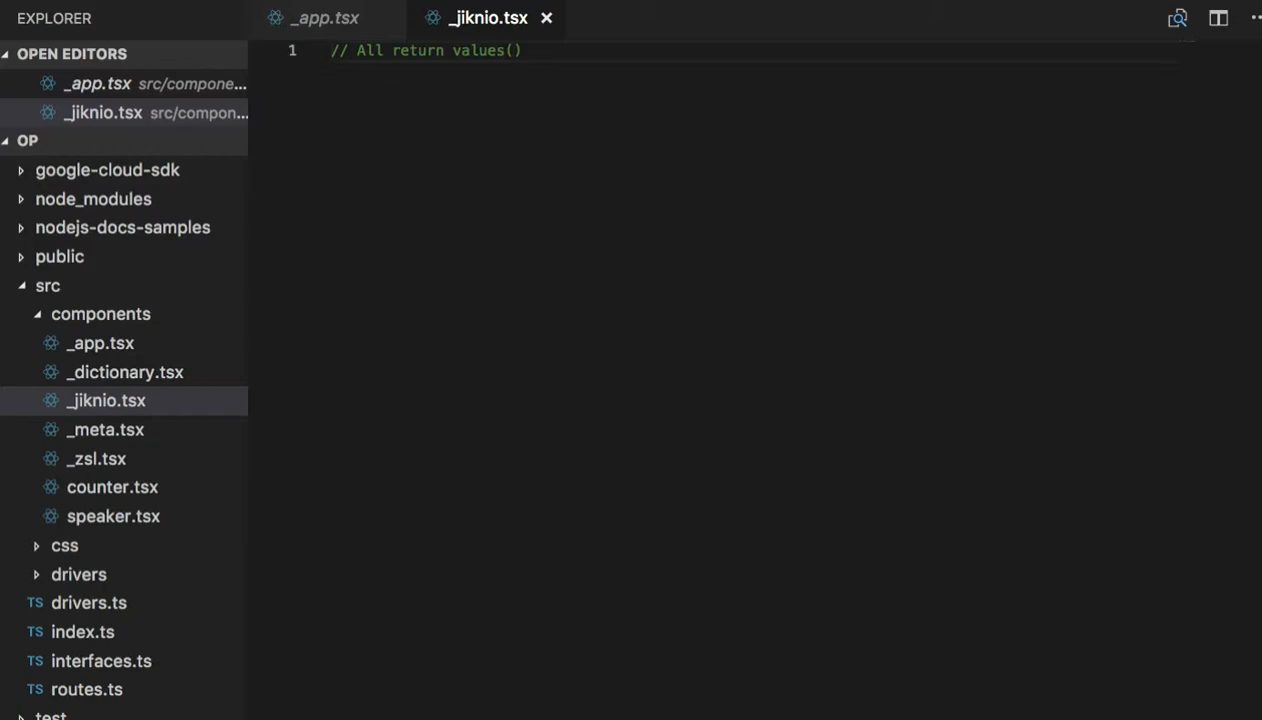 EXPLORER
_app.tsx
_jiknio.tsx ×
1 // All return values()
OPEN EDITORS
_app.tsx src/compone...
_jiknio.tsx src/compon...
OP
google-cloud-sdk
node_modules
nodejs-docs-samples
public
src
components
_app.tsx
_dictionary.tsx
_jiknio.tsx
_meta.tsx
_zsl.tsx
counter.tsx
speaker.tsx
css
drivers
TS drivers.ts
TS index.ts
TS interfaces.ts
TS routes.ts
test